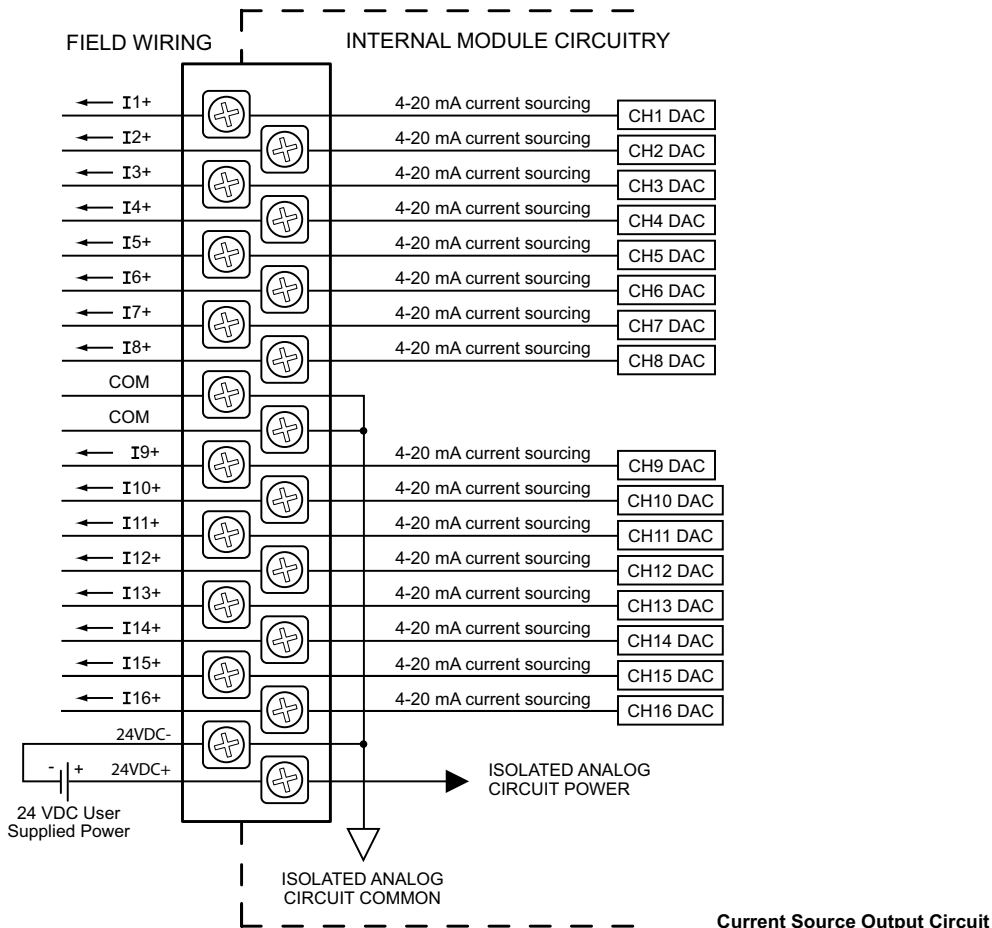 FIELD WIRING
INTERNAL MODULE CIRCUITRY
I1+ 4-20 mA current sourcing CH1 DAC
I2+ 4-20 mA current sourcing CH2 DAC
I3+ 4-20 mA current sourcing CH3 DAC
I4+ 4-20 mA current sourcing CH4 DAC
I5+ 4-20 mA current sourcing CH5 DAC
I6+ 4-20 mA current sourcing CH6 DAC
I7+ 4-20 mA current sourcing CH7 DAC
I8+ 4-20 mA current sourcing CH8 DAC
COM
COM
I9+ 4-20 mA current sourcing CH9 DAC
I10+ 4-20 mA current sourcing CH10 DAC
I11+ 4-20 mA current sourcing CH11 DAC
I12+ 4-20 mA current sourcing CH12 DAC
I13+ 4-20 mA current sourcing CH13 DAC
I14+ 4-20 mA current sourcing CH14 DAC
I15+ 4-20 mA current sourcing CH15 DAC
I16+ 4-20 mA current sourcing CH16 DAC
24VDC-
- + 24VDC+
24 VDC User
Supplied Power
ISOLATED ANALOG
CIRCUIT POWER
ISOLATED ANALOG
CIRCUIT COMMON
Current Source Output Circuit